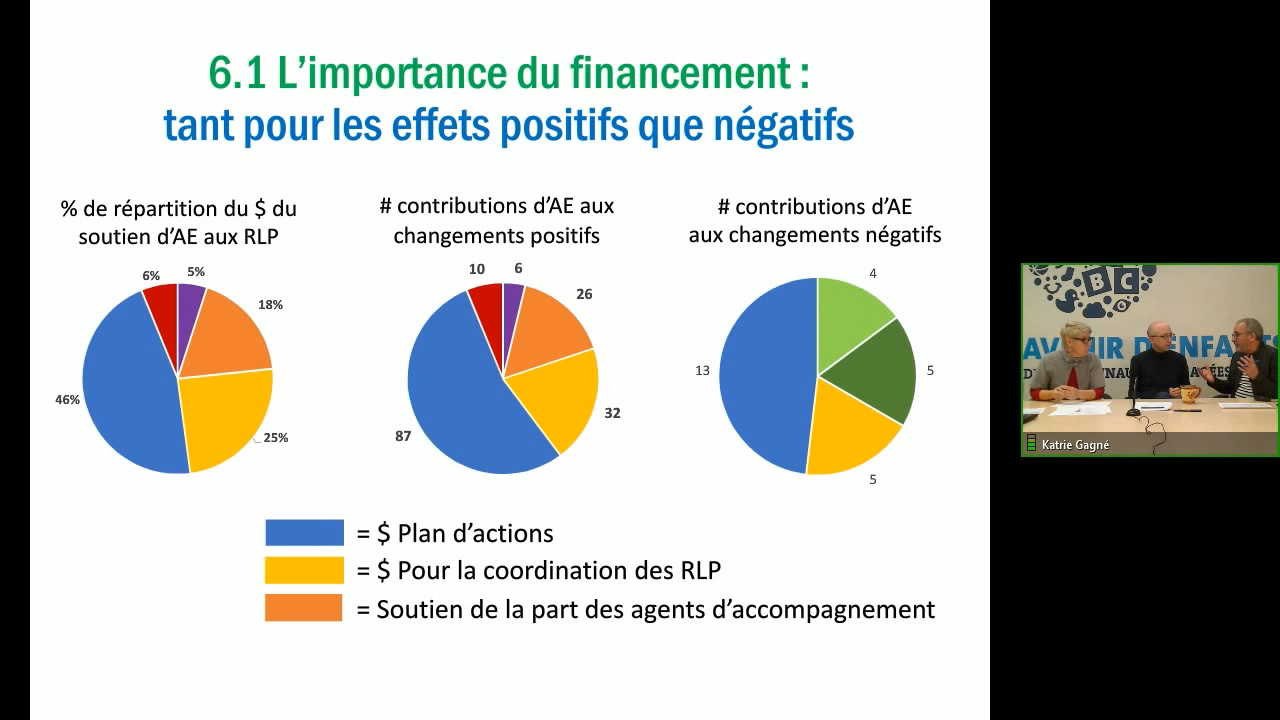 6.1 L'importance du financement :
tant pour les effets positifs que négatifs
% de répartition du $ du
soutien d'AE aux RLP
6%
5%
18%
46%
25%
# contributions d'AE aux
changements positifs
10
6
26
87
32
# contributions d'AE
aux changements négatifs
4
13
5
5
= $ Plan d'actions
= $ Pour la coordination des RLP
= Soutien de la part des agents d'accompagnement
BC
AVENIR D'ENFANTS
Katrie Gagné